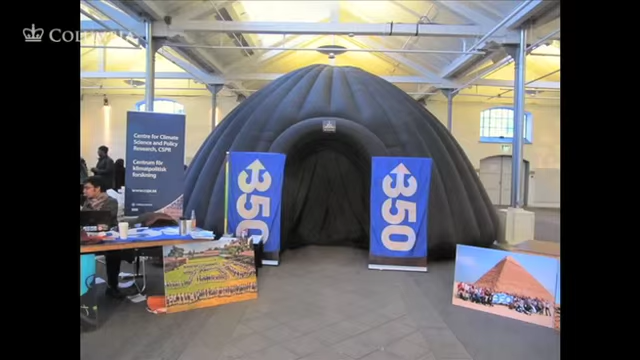 COLUMBIA
Centre for Climate
Science and Policy
Research, CSPR
Centrum för
klimatpolitisk
forskning
350
350